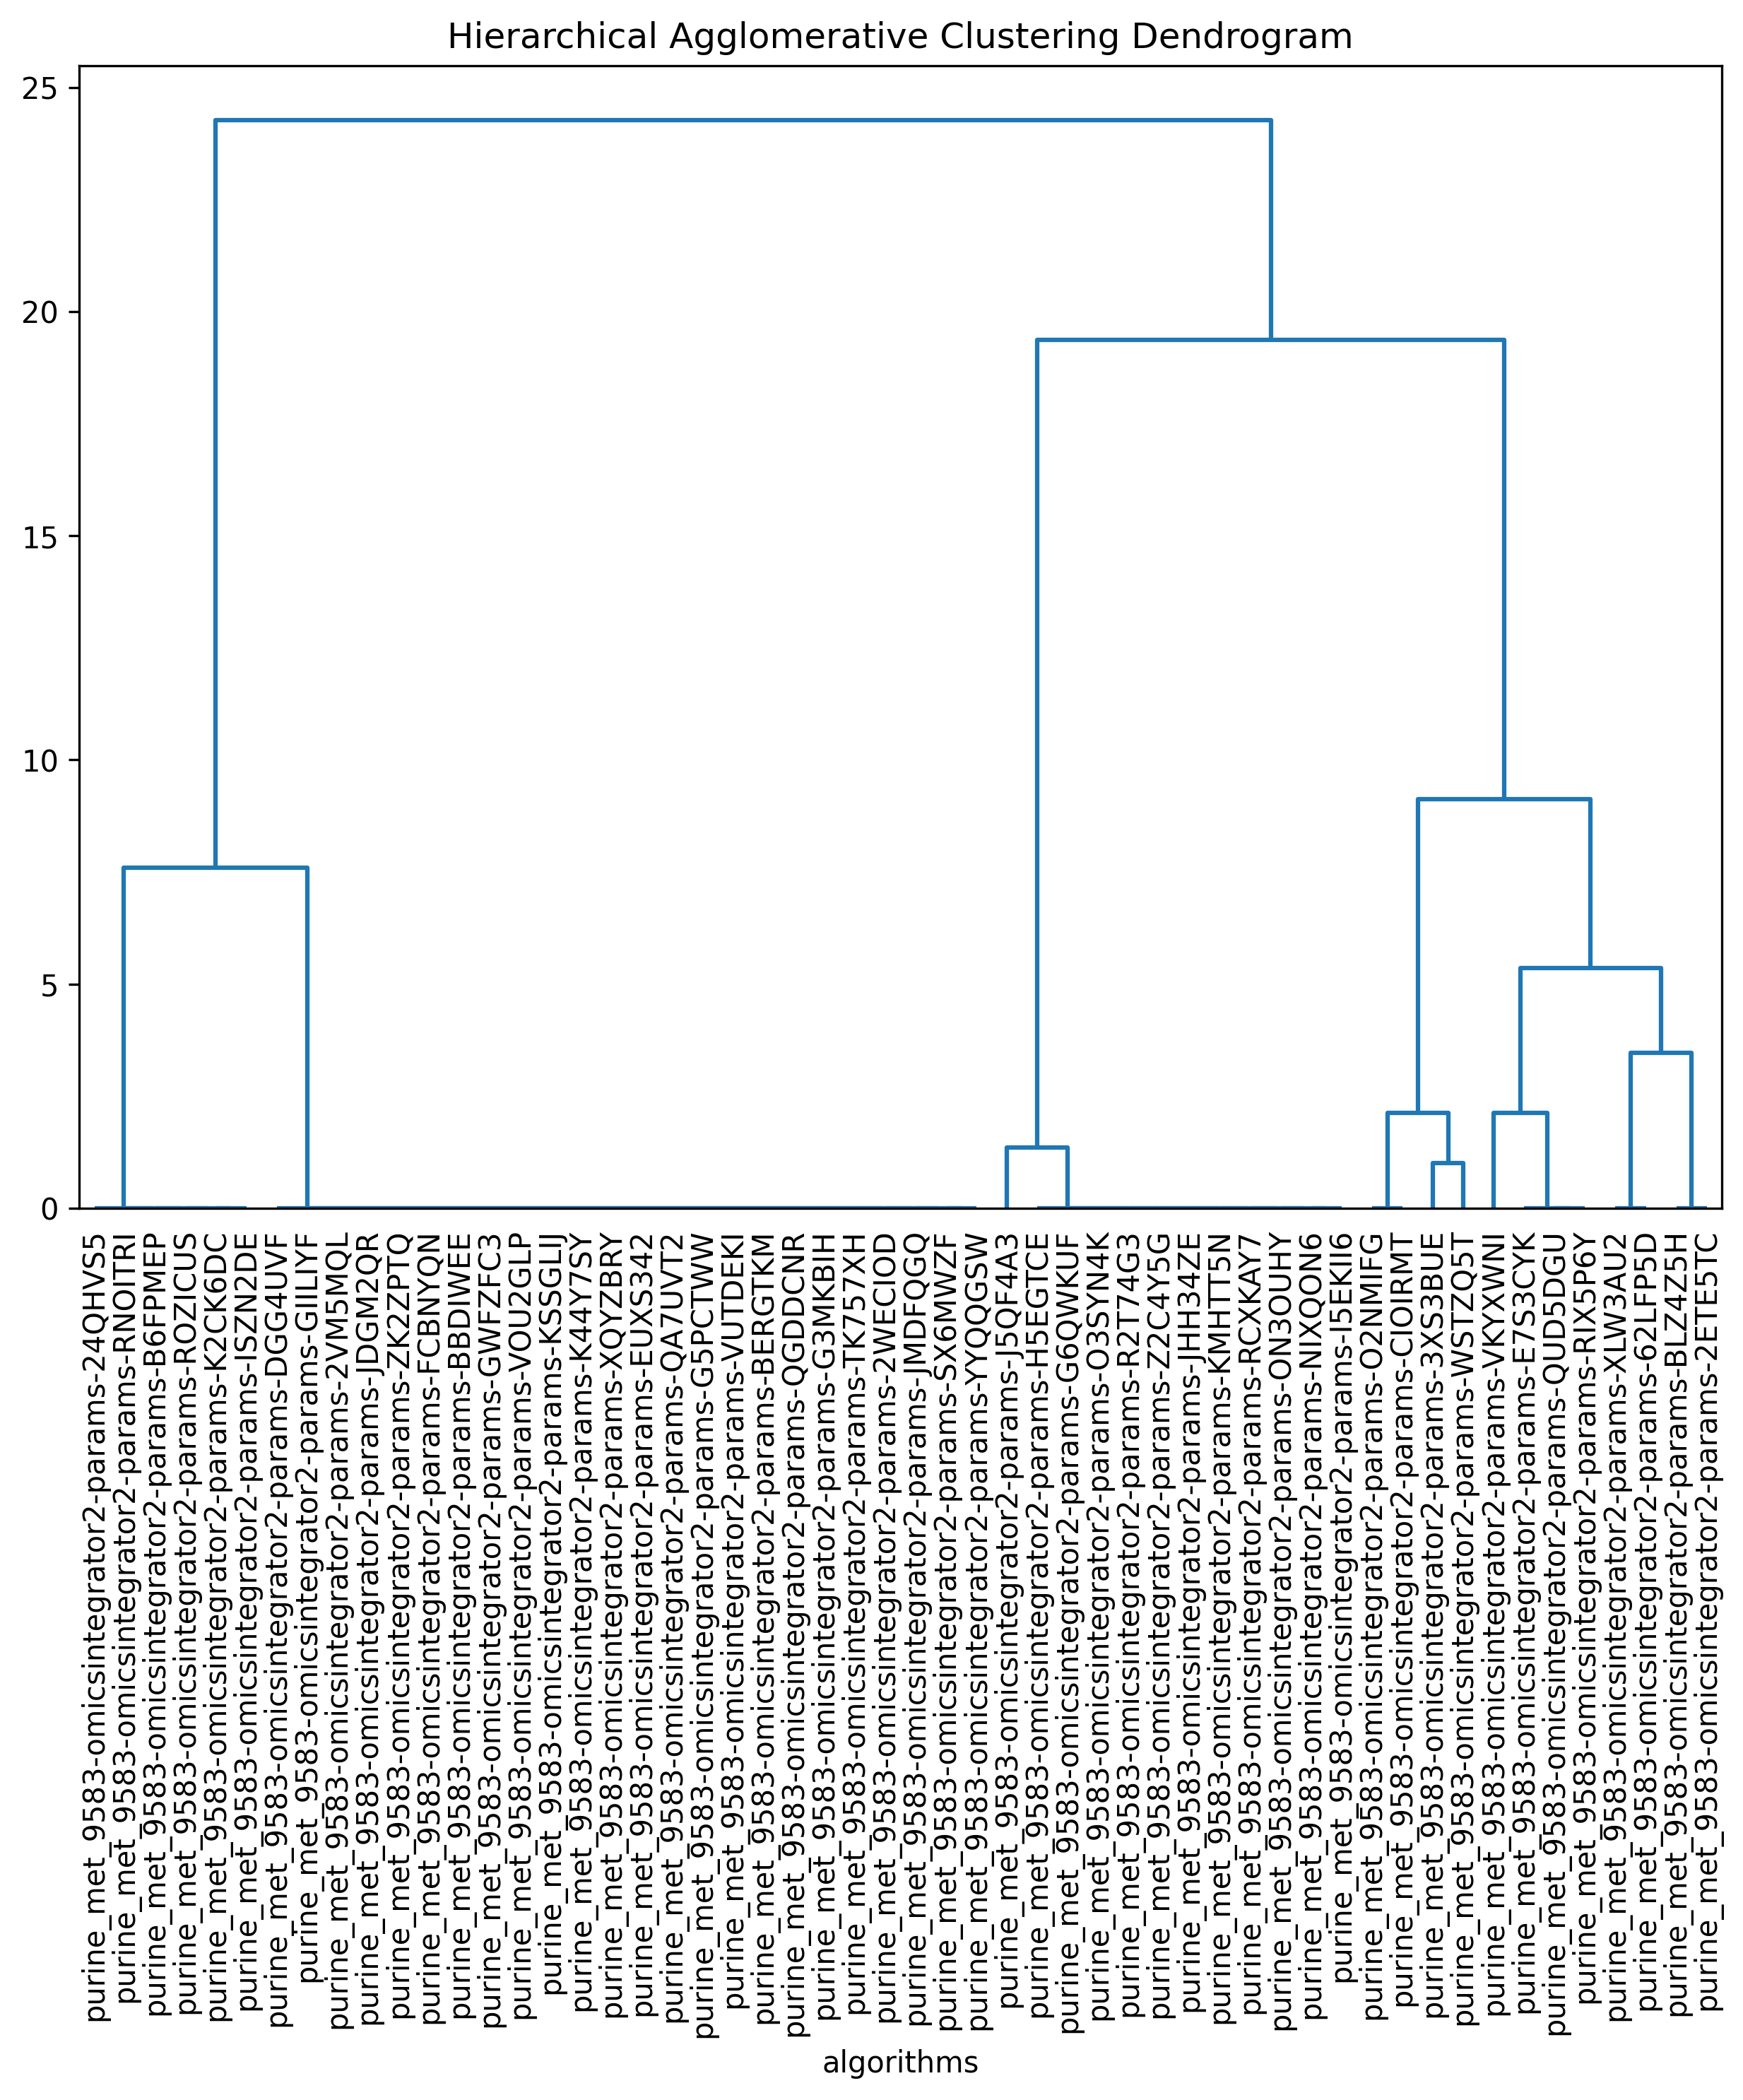 Hierarchical Agglomerative Clustering Dendrogram
25
20
15
10
5
0
purine_met_9583-omicsintegrator2-params-24QHVS5
purine_met_9583-omicsintegrator2-params-RNOITRI
purine_met_9583-omicsintegrator2-params-B6FPMEP
purine_met_9583-omicsintegrator2-params-ROZICUS
purine_met_9583-omicsintegrator2-params-K2CK6DC
purine_met_9583-omicsintegrator2-params-ISZN2DE
purine_met_9583-omicsintegrator2-params-DGG4UVF
purine_met_9583-omicsintegrator2-params-GIILIYF
purine_met_9583-omicsintegrator2-params-2VM5MQL
purine_met_9583-omicsintegrator2-params-JDGM2QR
purine_met_9583-omicsintegrator2-params-ZK2ZPTQ
purine_met_9583-omicsintegrator2-params-FCBNYQN
purine_met_9583-omicsintegrator2-params-BBDIWEE
purine_met_9583-omicsintegrator2-params-GWFZFC3
purine_met_9583-omicsintegrator2-params-VOU2GLP
purine_met_9583-omicsintegrator2-params-KSSGLIJ
purine_met_9583-omicsintegrator2-params-K44Y7SY
purine_met_9583-omicsintegrator2-params-XQYZBRY
purine_met_9583-omicsintegrator2-params-EUXS342
purine_met_9583-omicsintegrator2-params-QA7UVT2
purine_met_9583-omicsintegrator2-params-G5PCTWW
purine_met_9583-omicsintegrator2-params-VUTDEKI
purine_met_9583-omicsintegrator2-params-BERGTKM
purine_met_9583-omicsintegrator2-params-QGDDCNR
purine_met_9583-omicsintegrator2-params-G3MKBIH
purine_met_9583-omicsintegrator2-params-TK757XH
purine_met_9583-omicsintegrator2-params-2WECIOD
purine_met_9583-omicsintegrator2-params-JMDFQGQ
purine_met_9583-omicsintegrator2-params-SX6MWZF
purine_met_9583-omicsintegrator2-params-YYQQGSW
purine_met_9583-omicsintegrator2-params-J5QF4A3
purine_met_9583-omicsintegrator2-params-H5EGTCE
purine_met_9583-omicsintegrator2-params-G6QWKUF
purine_met_9583-omicsintegrator2-params-O3SYN4K
purine_met_9583-omicsintegrator2-params-R2T74G3
purine_met_9583-omicsintegrator2-params-Z2C4Y5G
purine_met_9583-omicsintegrator2-params-JHH34ZE
purine_met_9583-omicsintegrator2-params-KMHTT5N
purine_met_9583-omicsintegrator2-params-RCXKAY7
purine_met_9583-omicsintegrator2-params-ON3OUHY
purine_met_9583-omicsintegrator2-params-NIXQON6
purine_met_9583-omicsintegrator2-params-I5EKII6
purine_met_9583-omicsintegrator2-params-O2NMIFG
purine_met_9583-omicsintegrator2-params-CIOIRMT
purine_met_9583-omicsintegrator2-params-3XS3BUE
purine_met_9583-omicsintegrator2-params-WSTZQ5T
purine_met_9583-omicsintegrator2-params-VKYXWNI
purine_met_9583-omicsintegrator2-params-E7S3CYK
purine_met_9583-omicsintegrator2-params-QUD5DGU
purine_met_9583-omicsintegrator2-params-RIX5P6Y
purine_met_9583-omicsintegrator2-params-XLW3AU2
purine_met_9583-omicsintegrator2-params-62LFP5D
purine_met_9583-omicsintegrator2-params-BLZ4Z5H
purine_met_9583-omicsintegrator2-params-2ETE5TC
algorithms